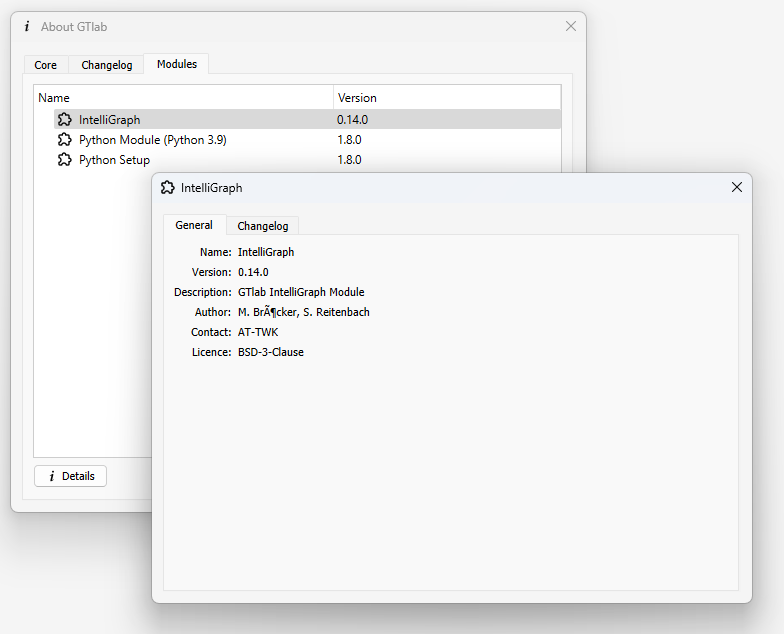 About GTlab
Core Changelog Modules
Name Version
IntelliGraph 0.14.0
Python Module (Python 3.9) 1.8.0
Python Setup 1.8.0
IntelliGraph
General Changelog
Name: IntelliGraph
Version: 0.14.0
Description: GTlab IntelliGraph Module
Author: M. BrÃ¶cker, S. Reitenbach
Contact: AT-TWK
Licence: BSD-3-Clause
Details